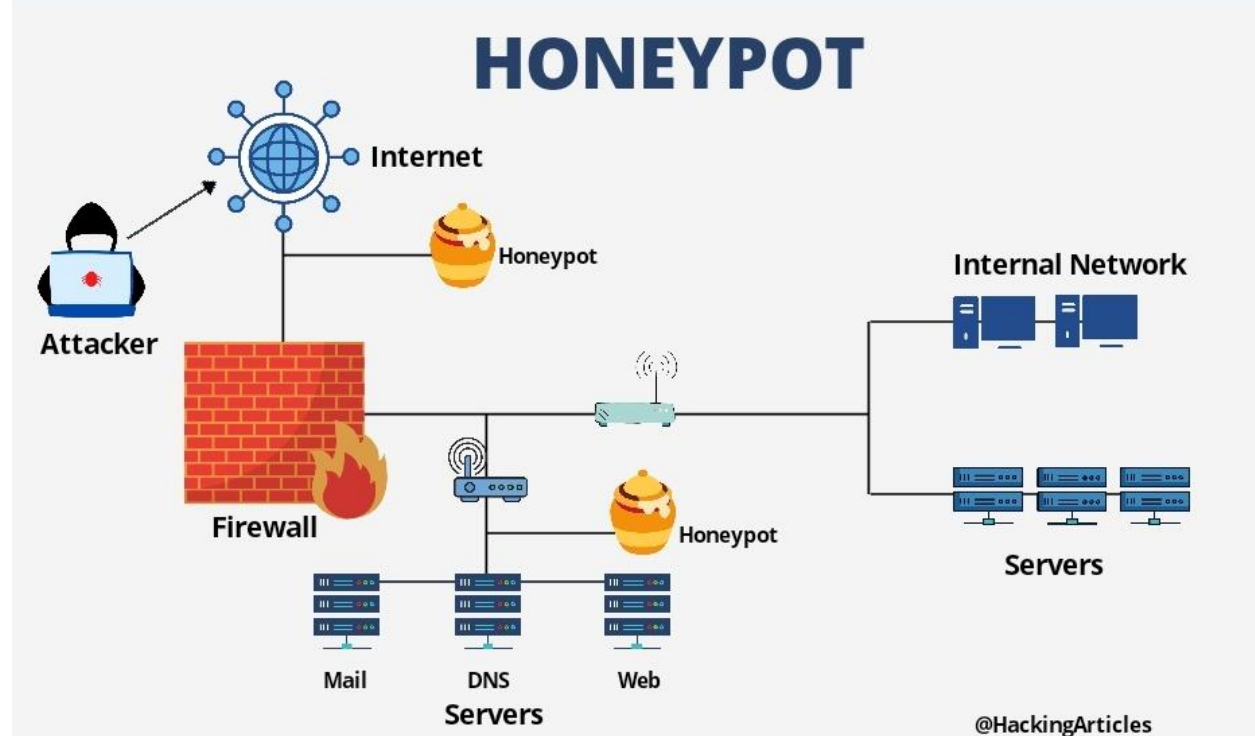 HONEYPOT
Internet
Honeypot
Internal Network
Attacker
Firewall
Honeypot
Servers
Mail
DNS
Web
Servers
@HackingArticles